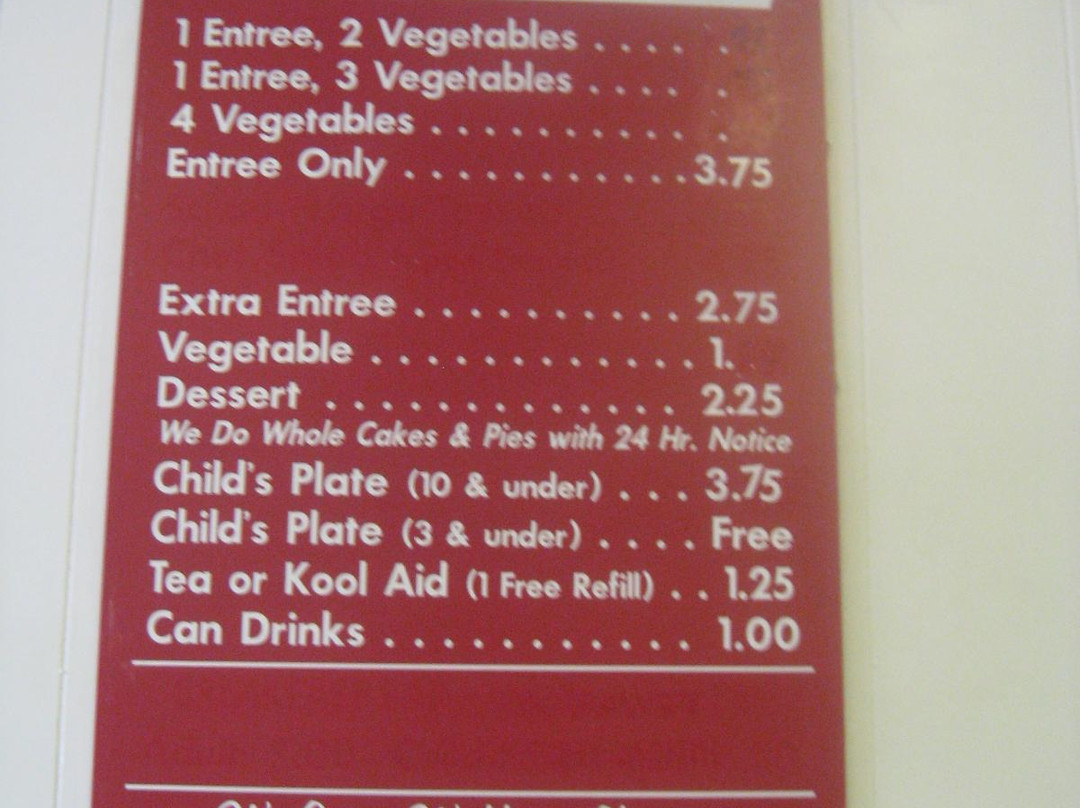 1 Entree, 2 Vegetables . . . . .
1 Entree, 3 Vegetables . . . . .
4 Vegetables . . . . . . . . . . .
Entree Only . . . . . . . . . . . 3.75
Extra Entree . . . . . . . . . . 2.75
Vegetable . . . . . . . . . . . . 1.
Dessert . . . . . . . . . . . . . 2.25
We Do Whole Cakes & Pies with 24 Hr. Notice
Child's Plate (10 & under) . . . 3.75
Child's Plate (3 & under) . . . . Free
Tea or Kool Aid (1 Free Refill) . . 1.25
Can Drinks . . . . . . . . . . . 1.00